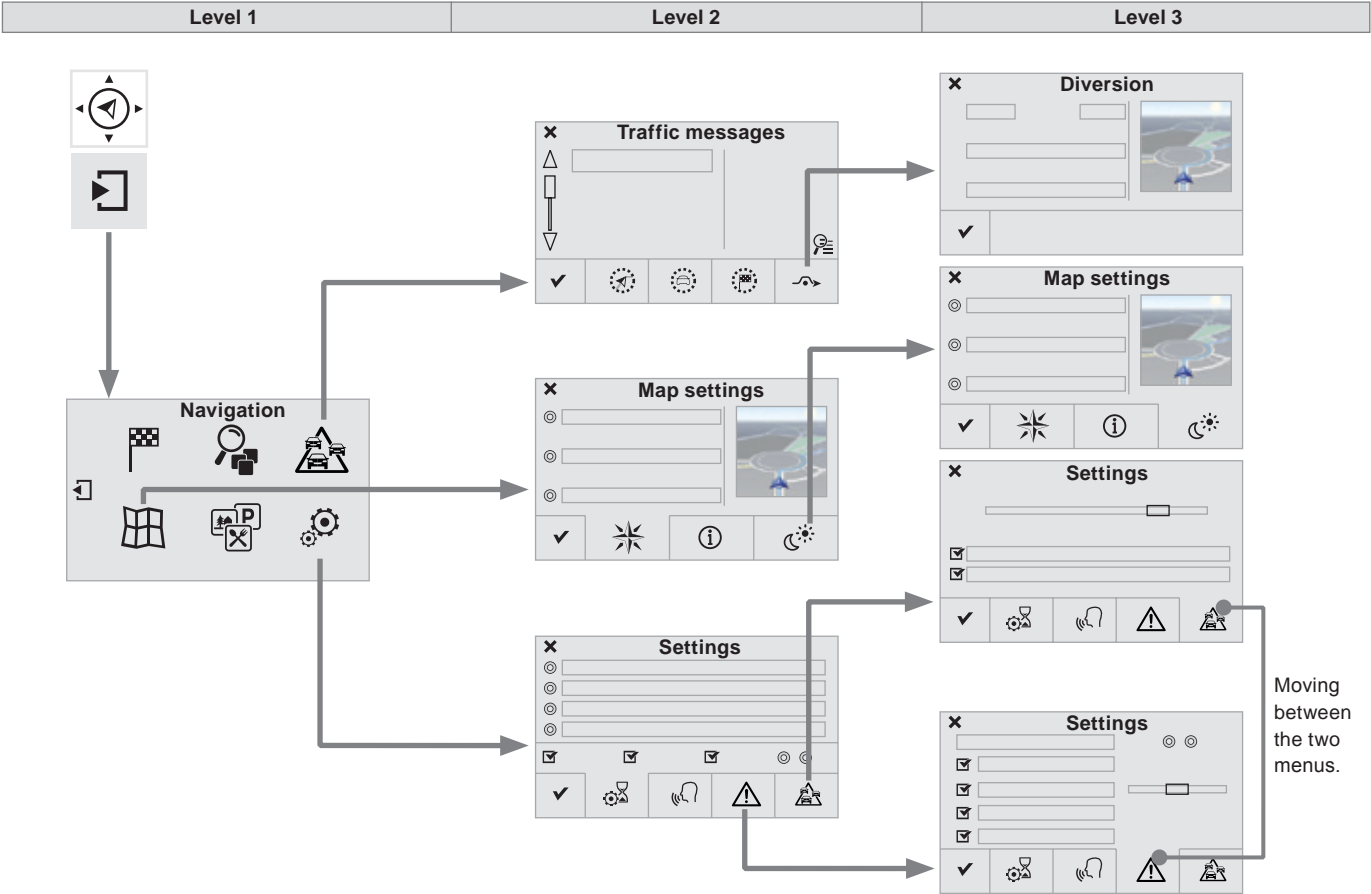 Level 1
Level 2
Level 3
Diversion
Traffic messages
Map settings
Navigation
P
Map settings
Settings
Settings
Settings
Moving
between
the two
menus.